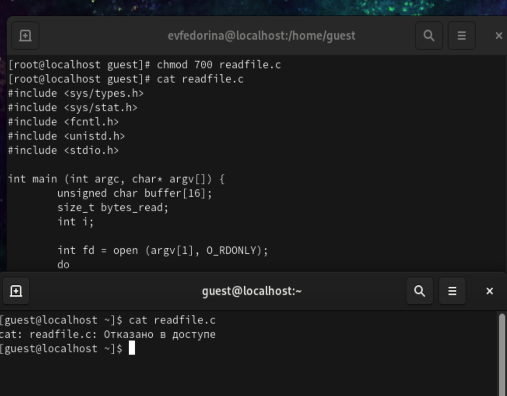 evfedorina@localhost:/home/guest
[root@localhost guest]# chmod 700 readfile.c
[root@localhost guest]# cat readfile.c
#include <sys/types.h>
#include <sys/stat.h>
#include <fcntl.h>
#include <unistd.h>
#include <stdio.h>
int main (int argc, char* argv[]) {
unsigned char buffer[16];
size_t bytes_read;
int i;
int fd = open (argv[1], O_RDONLY);
do
guest@localhost:~
[guest@localhost ~]$ cat readfile.c
cat: readfile.c: Отказано в доступе
[guest@localhost ~]$